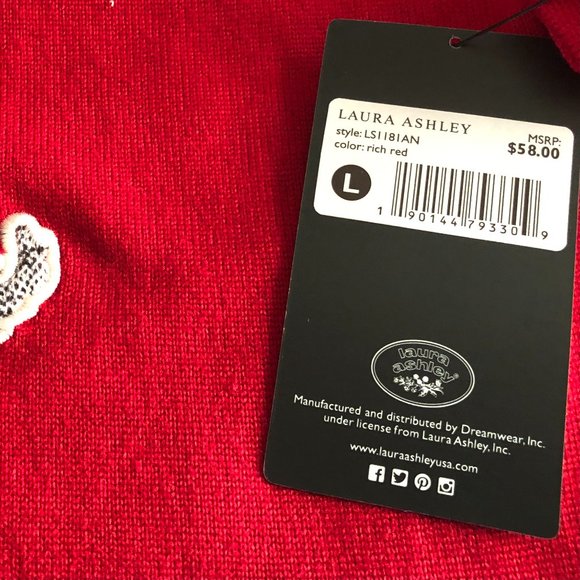 LAURA ASHLEY
style: LS1181AN
color: rich red
MSRP:
$58.00
L
1 90144 79330 9
laura
ashley®
Manufactured and distributed by Dreamwear, Inc.
under license from Laura Ashley, Inc.
www.lauraashleyusa.com